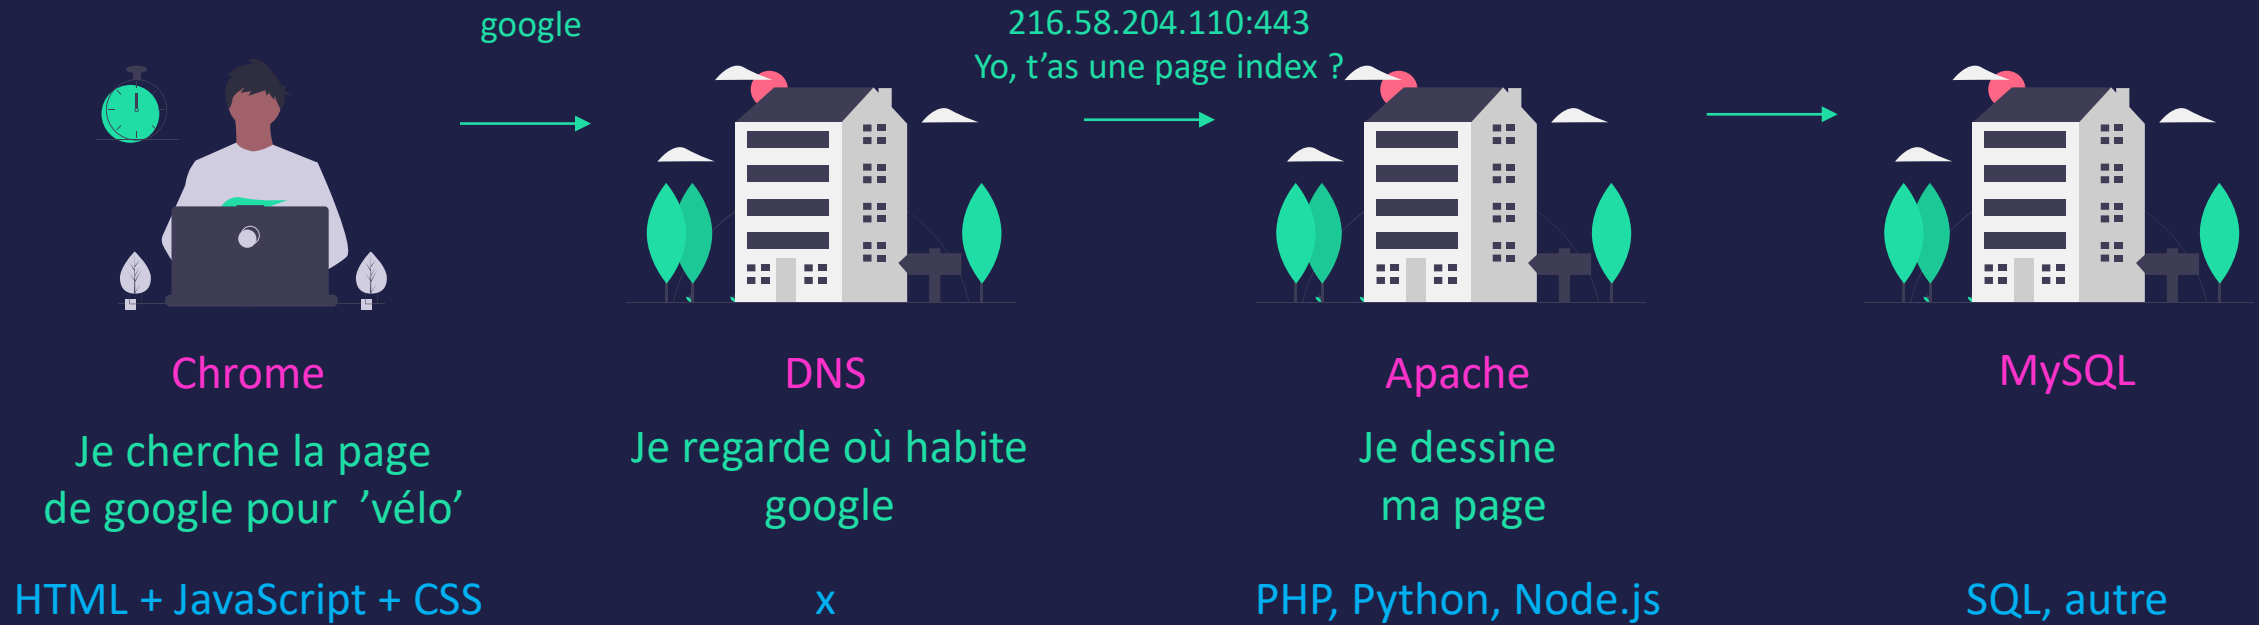 google
216.58.204.110:443
Yo, t’as une page index ?
Chrome
DNS
Apache
MySQL
Je cherche la page
de google pour ’vélo’
Je regarde où habite
google
Je dessine
ma page
HTML + JavaScript + CSS
x
PHP, Python, Node.js
SQL, autre